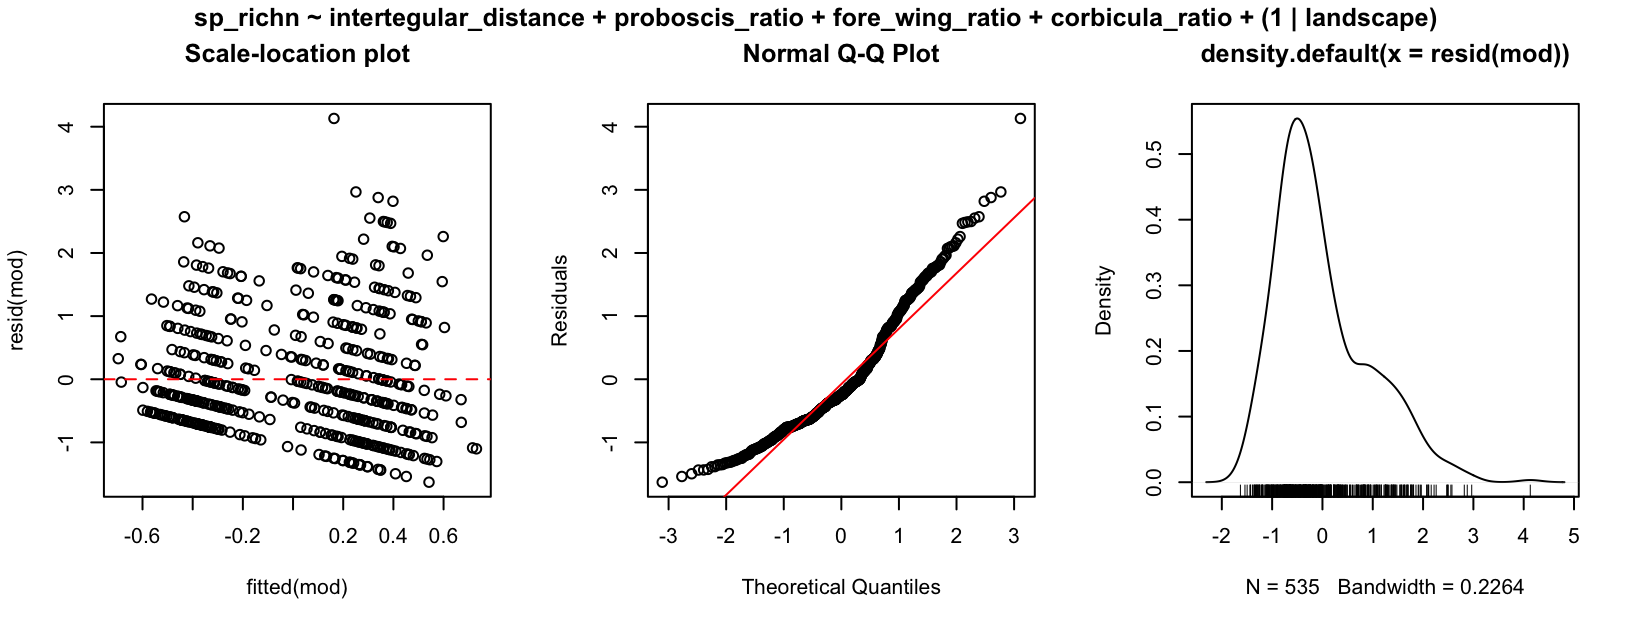 sp_richn ~ intertegular_distance + proboscis_ratio + fore_wing_ratio + corbicula_ratio + (1 | landscape)
Scale-location plot
resid(mod)
4
3
2
1
0
-1
-0.6 -0.2 0.2 0.4 0.6
fitted(mod)
Normal Q-Q Plot
Residuals
4
3
2
1
0
-1
-3 -2 -1 0 1 2 3
Theoretical Quantiles
density.default(x = resid(mod))
Density
0.5
0.4
0.3
0.2
0.1
0.0
-2 -1 0 1 2 3 4 5
N = 535 Bandwidth = 0.2264